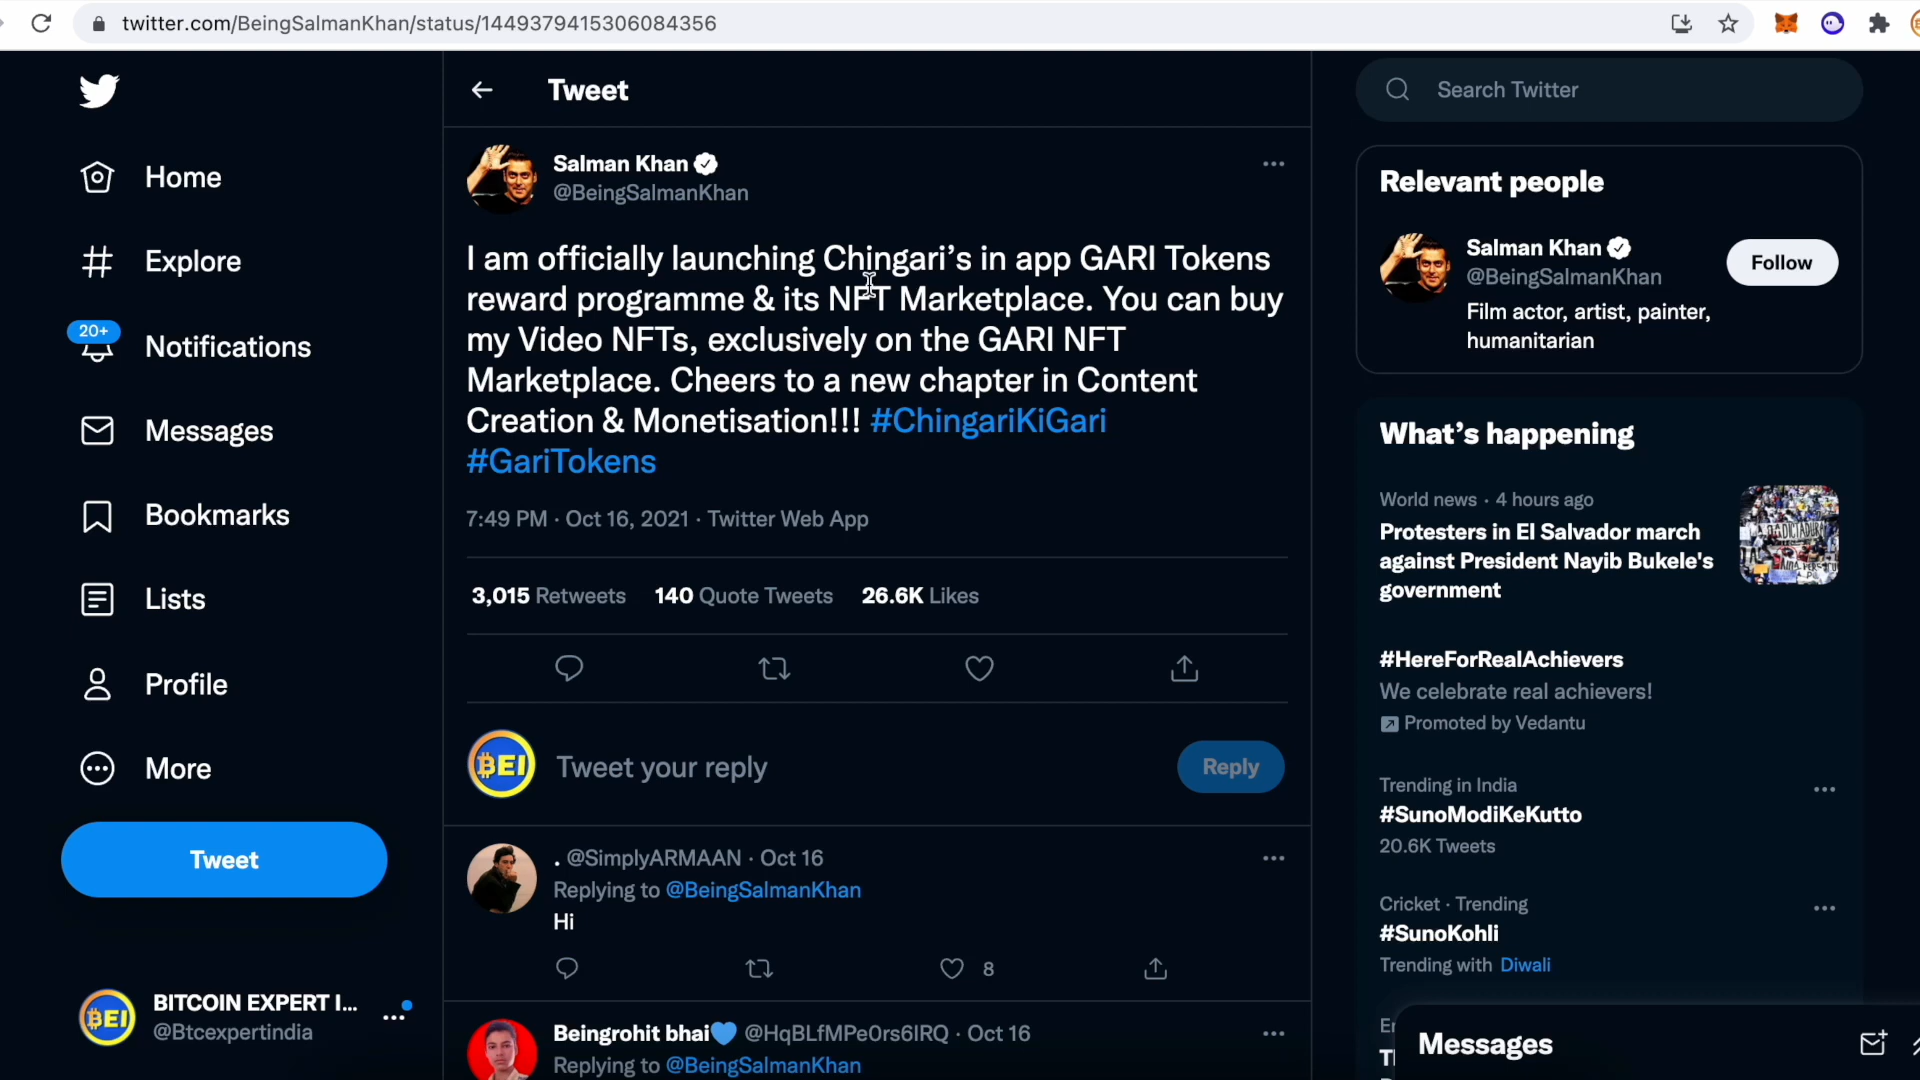 twitter.com/BeingSalmanKhan/status/1449379415306084356
Home
Explore
20+
Notifications
Messages
Bookmarks
Lists
Profile
More
Tweet
BEI
BITCOIN EXPERT I...
@Btcexpertindia
Tweet
Salman Khan
@BeingSalmanKhan
I am officially launching Chingari's in app GARI Tokens
reward programme & its NFT Marketplace. You can buy
my Video NFTs, exclusively on the GARI NFT
Marketplace. Cheers to a new chapter in Content
Creation & Monetisation!!! #ChingariKiGari
#GariTokens
7:49 PM · Oct 16, 2021 · Twitter Web App
3,015 Retweets 140 Quote Tweets 26.6K Likes
BEI
Tweet your reply
Reply
. @SimplyARMAAN · Oct 16
Replying to @BeingSalmanKhan
Hi
8
Beingrohit bhai💙 @HqBLfMPe0rs6IRQ · Oct 16
Replying to @BeingSalmanKhan
Search Twitter
Relevant people
Salman Khan
@BeingSalmanKhan
Follow
Film actor, artist, painter,
humanitarian
What's happening
World news · 4 hours ago
Protesters in El Salvador march
against President Nayib Bukele's
government
#HereForRealAchievers
We celebrate real achievers!
Promoted by Vedantu
Trending in India
#SunoModiKeKutto
20.6K Tweets
Cricket · Trending
#SunoKohli
Trending with Diwali
Messages